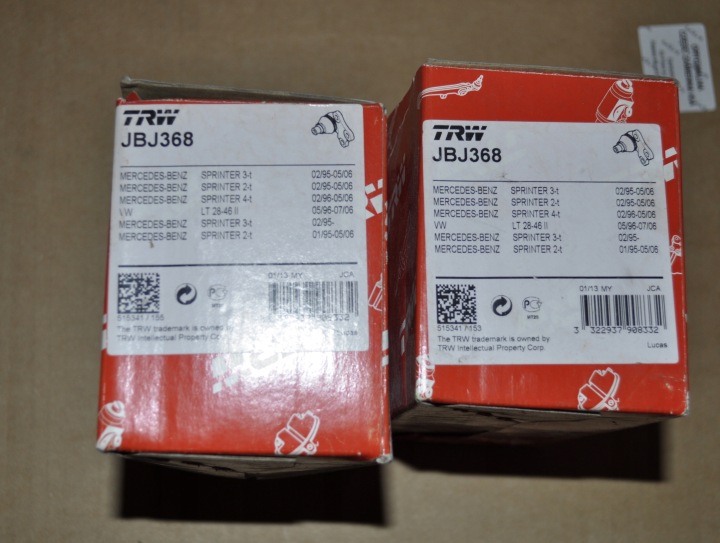 TRW
JBJ368
MERCEDES-BENZ SPRINTER 3-t 02/95-05/06
MERCEDES-BENZ SPRINTER 2-t 02/95-05/06
MERCEDES-BENZ SPRINTER 4-t 02/96-05/06
VW LT 28-46 II 05/96-07/06
MERCEDES-BENZ SPRINTER 3-t 02/95-
MERCEDES-BENZ SPRINTER 2-t 01/95-05/06
01/13 MY JCA
515341 /
The TRW trademark is owned
TRW Intellectual Property Corp.
TRW
JBJ368
MERCEDES-BENZ SPRINTER 3-t 02/95-05/06
MERCEDES-BENZ SPRINTER 2-t 02/95-05/06
MERCEDES-BENZ SPRINTER 4-t 02/96-05/06
VW LT 28-46 II 05/96-07/06
MERCEDES-BENZ SPRINTER 3-t 02/95-
MERCEDES-BENZ SPRINTER 2-t 01/95-05/06
01/13 MY JCA
515341 / 153
3 322937 908332
The TRW trademark is owned by
TRW Intellectual Property Corp.
Lucas